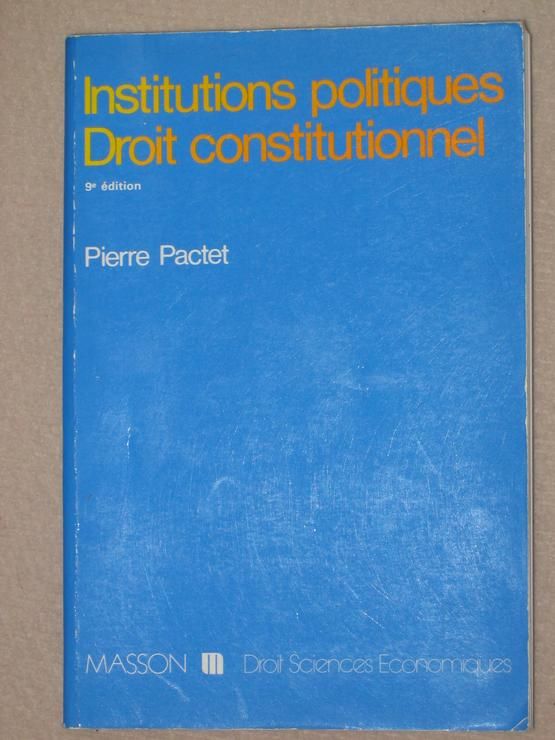 Institutions politiques
Droit constitutionnel
9e édition
Pierre Pactet
MASSON m Droit Sciences Economiques